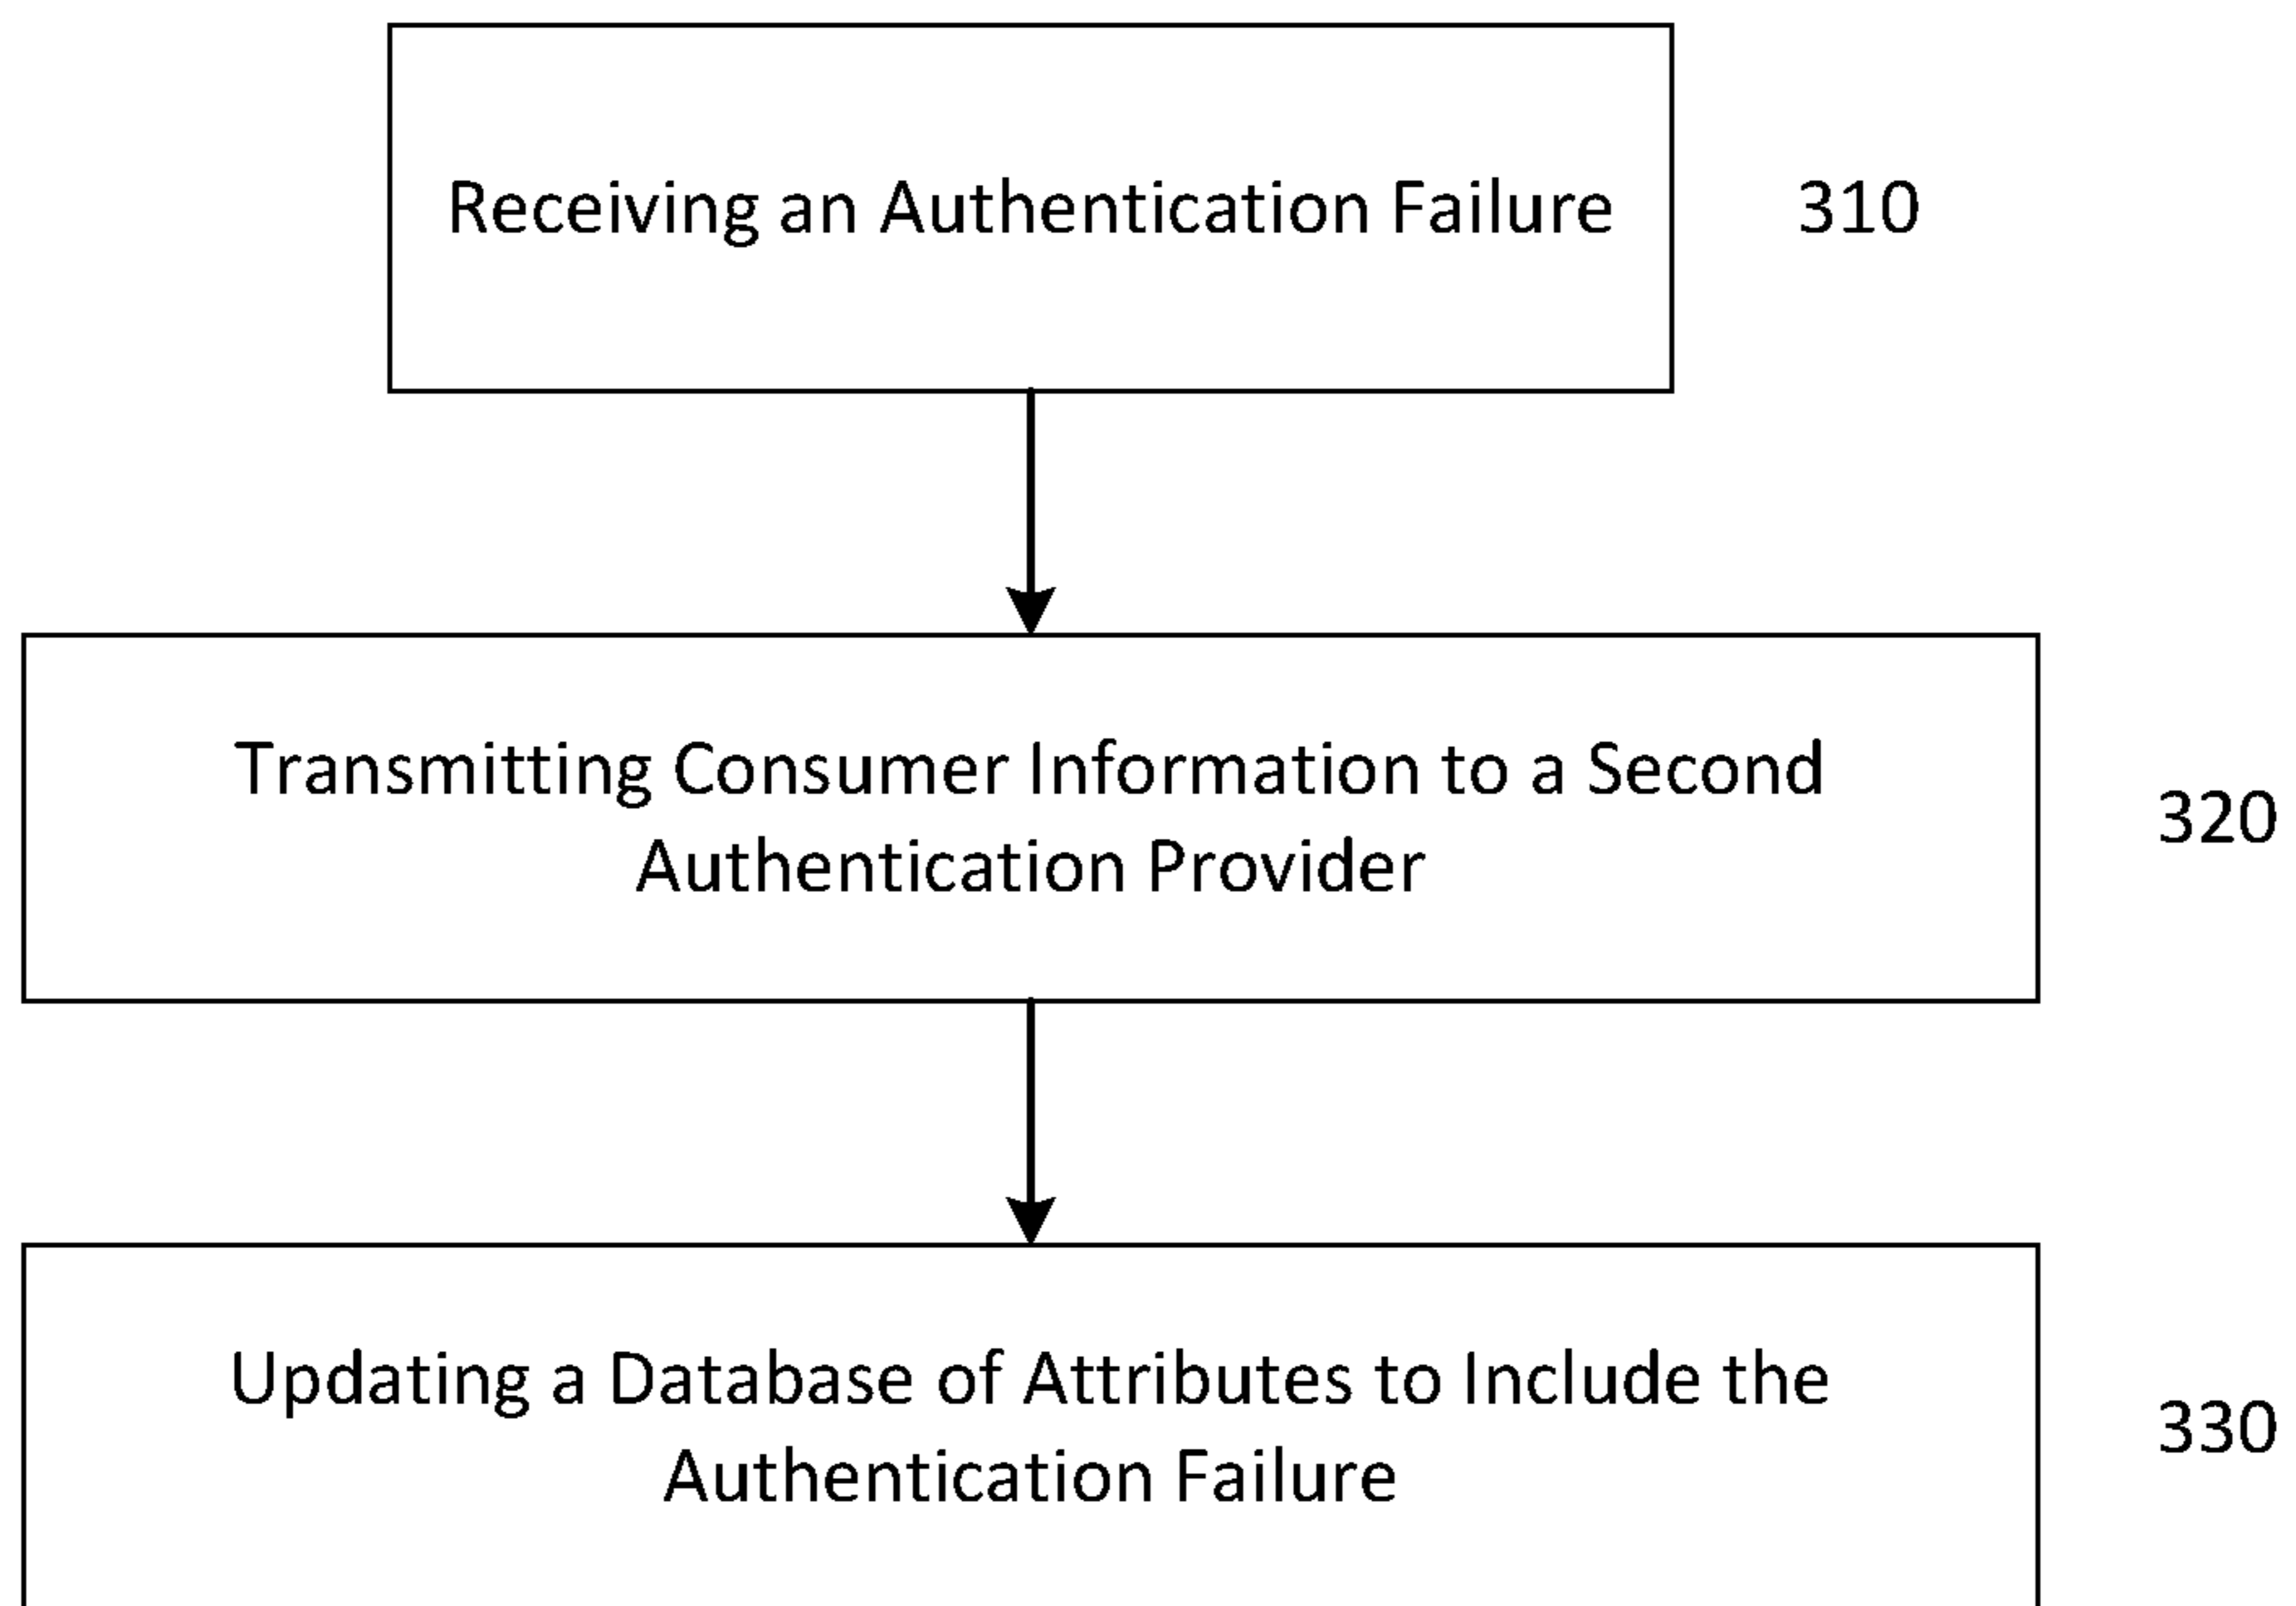 Receiving an Authentication Failure
310
Transmitting Consumer Information to a Second
Authentication Provider
320
Updating a Database of Attributes to Include the
Authentication Failure
330